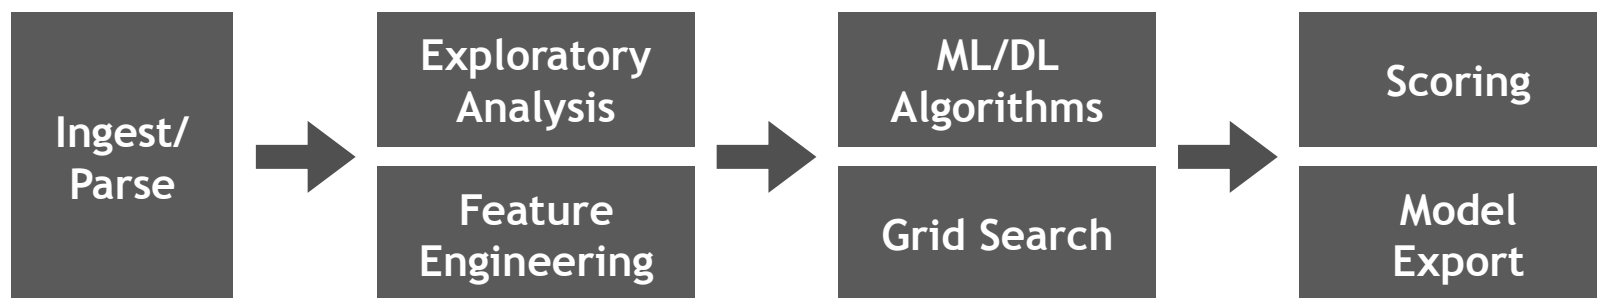 Ingest/
Parse
Exploratory
Analysis
Feature
Engineering
ML/DL
Algorithms
Grid Search
Scoring
Model
Export